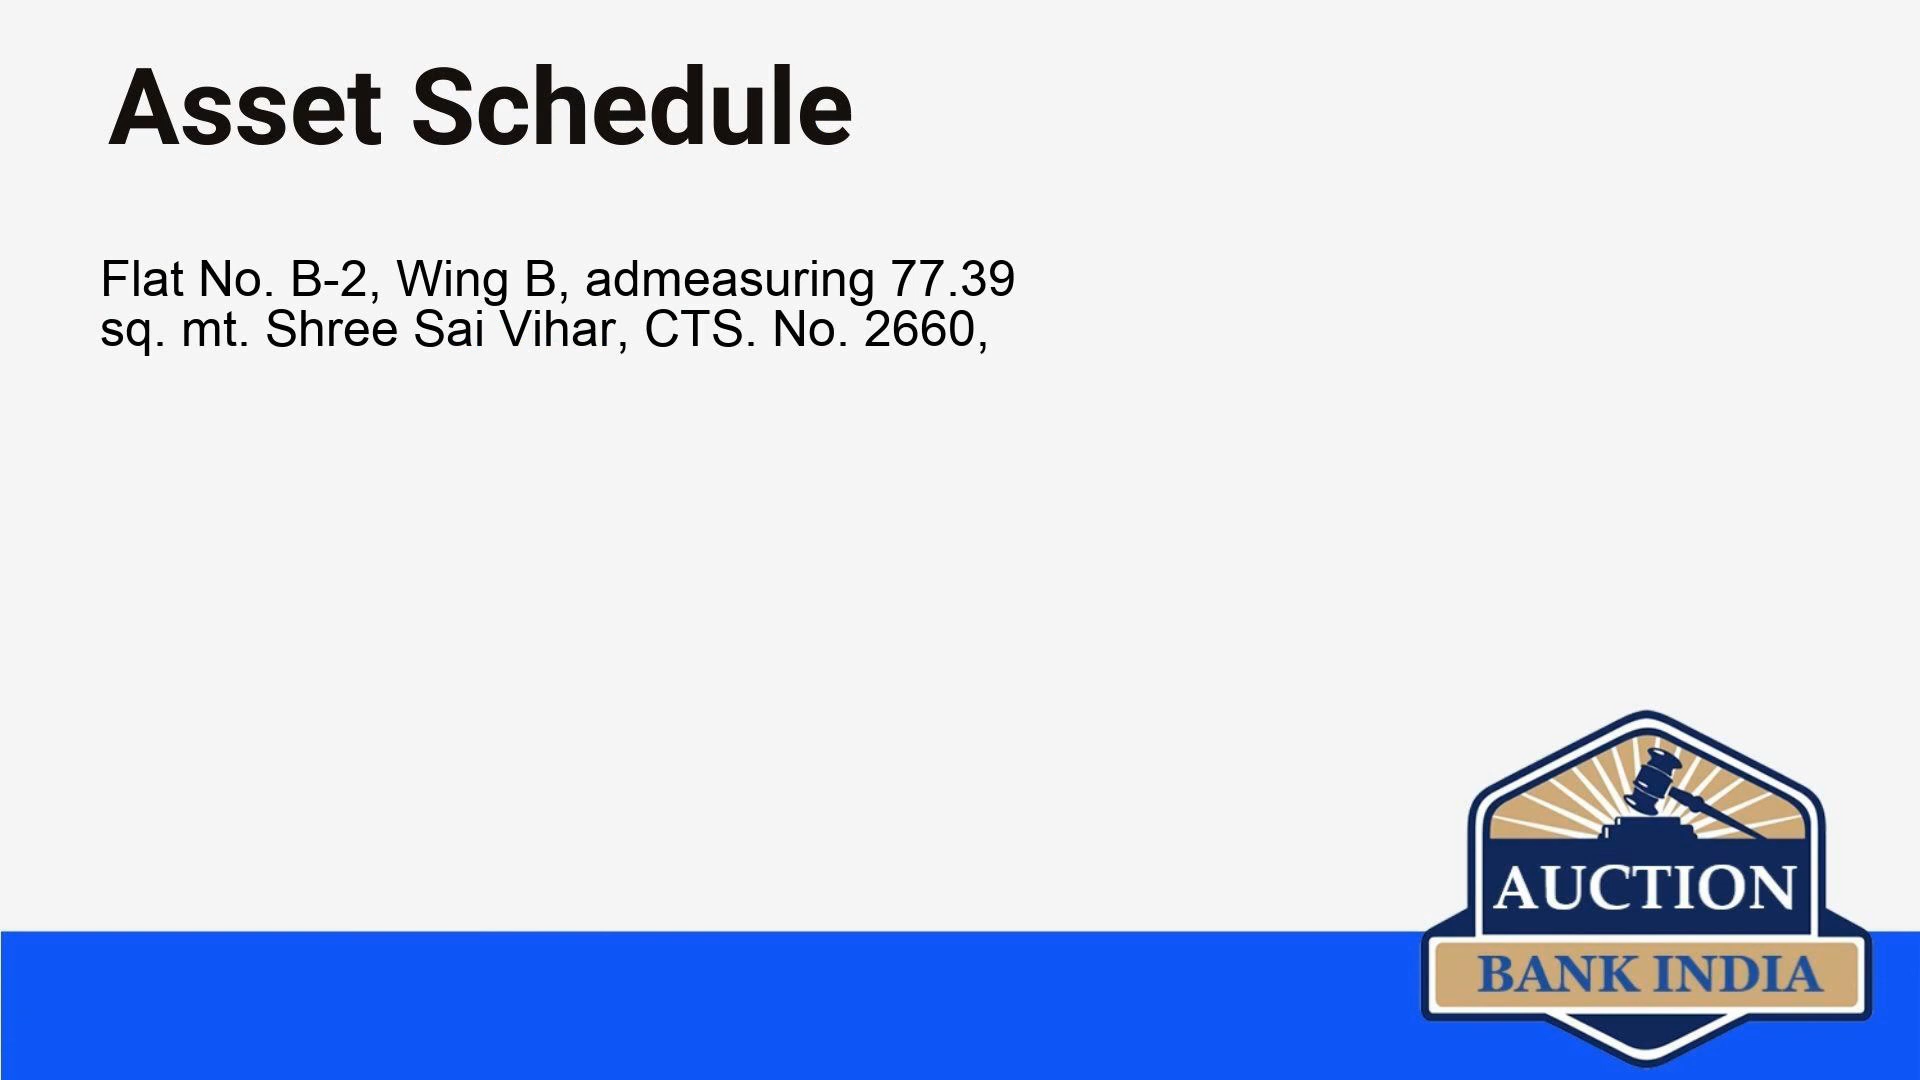 Asset Schedule
Flat No. B-2, Wing B, admeasuring 77.39
sq. mt. Shree Sai Vihar, CTS. No. 2660,
AUCTION
BANK INDIA